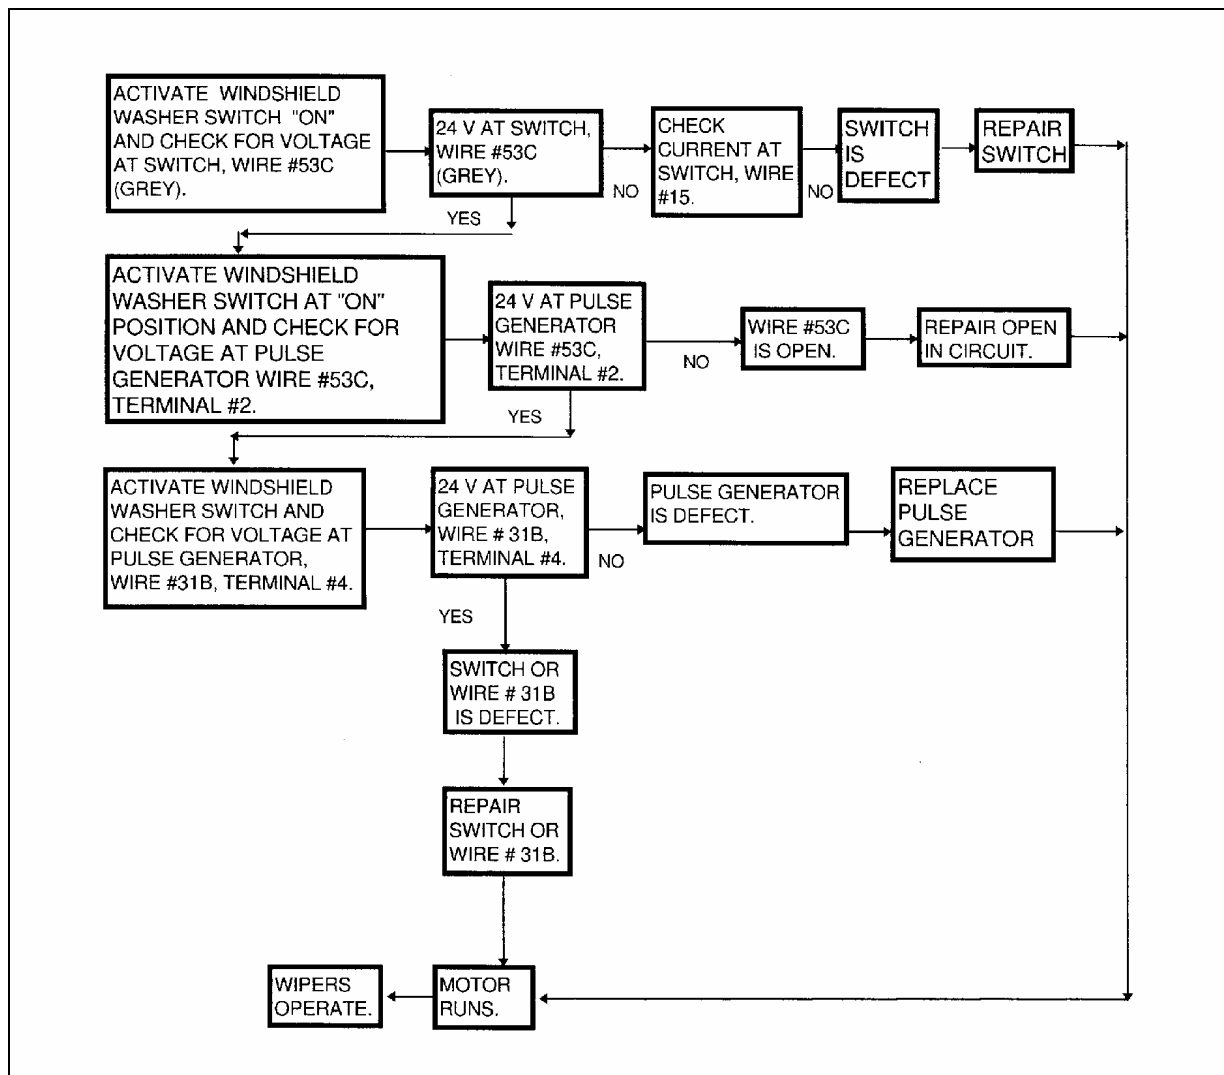 ACTIVATE WINDSHIELD
WASHER SWITCH "ON"
AND CHECK FOR VOLTAGE
AT SWITCH, WIRE #53C
(GREY).
24 V AT SWITCH,
WIRE #53C
(GREY).
NO
CHECK
CURRENT AT
SWITCH, WIRE
#15.
NO
SWITCH
IS
DEFECT
REPAIR
SWITCH
YES
ACTIVATE WINDSHIELD
WASHER SWITCH AT "ON"
POSITION AND CHECK FOR
VOLTAGE AT PULSE
GENERATOR WIRE #53C,
TERMINAL #2.
24 V AT PULSE
GENERATOR
WIRE #53C,
TERMINAL #2.
NO
WIRE #53C
IS OPEN.
REPAIR OPEN
IN CIRCUIT.
YES
ACTIVATE WINDSHIELD
WASHER SWITCH AND
CHECK FOR VOLTAGE AT
PULSE GENERATOR,
WIRE #31B, TERMINAL #4.
24 V AT PULSE
GENERATOR,
WIRE # 31B,
TERMINAL #4.
NO
PULSE GENERATOR
IS DEFECT.
REPLACE
PULSE
GENERATOR
YES
SWITCH OR
WIRE # 31B
IS DEFECT.
REPAIR
SWITCH OR
WIRE # 31B.
WIPERS
OPERATE.
MOTOR
RUNS.